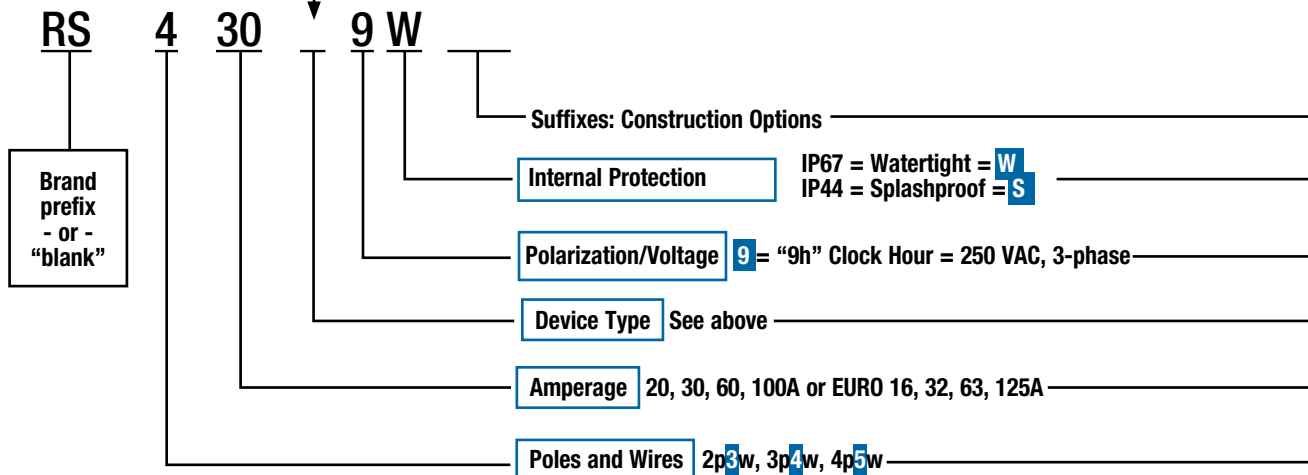 RS 4 30 9 W
Suffixes: Construction Options
Brand
prefix
- or -
“blank”
Internal Protection
IP67 = Watertight = W
IP44 = Splashproof = S
Polarization/Voltage 9 = “9h” Clock Hour = 250 VAC, 3-phase
Device Type See above
Amperage 20, 30, 60, 100A or EURO 16, 32, 63, 125A
Poles and Wires 2p3w, 3p4w, 4p5w